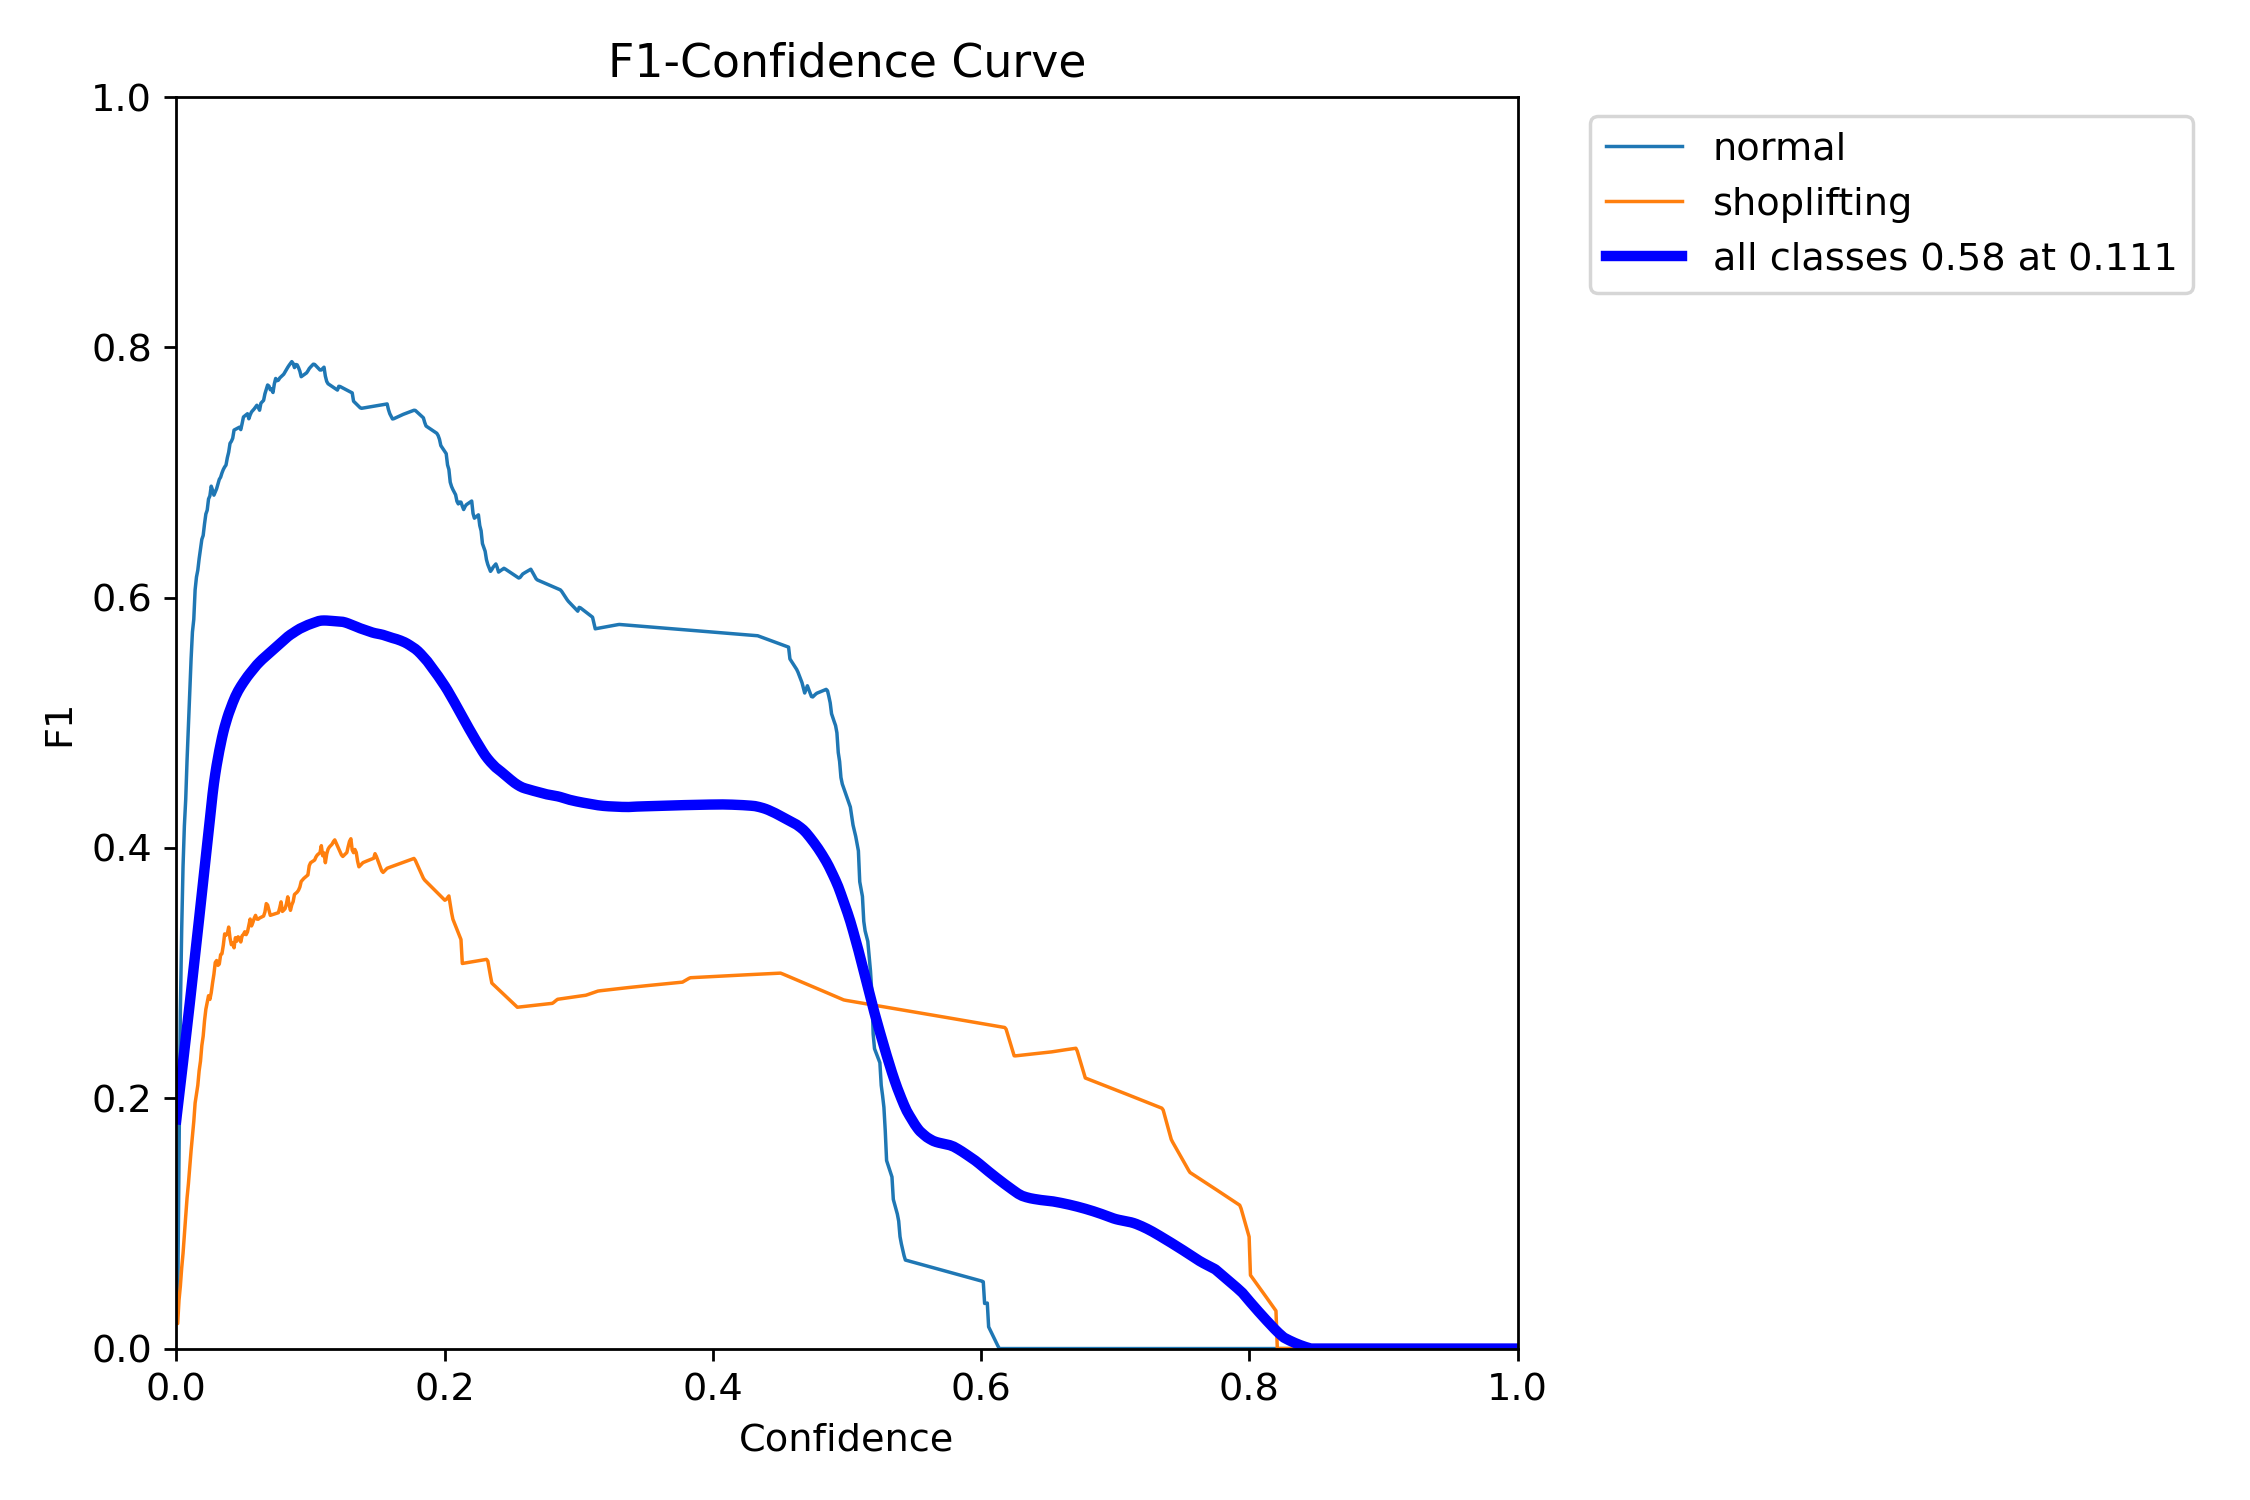 F1-Confidence Curve
normal
shoplifting
all classes 0.58 at 0.111
F1
1.0
0.8
0.6
0.4
0.2
0.0
0.0 0.2 0.4 0.6 0.8 1.0
Confidence